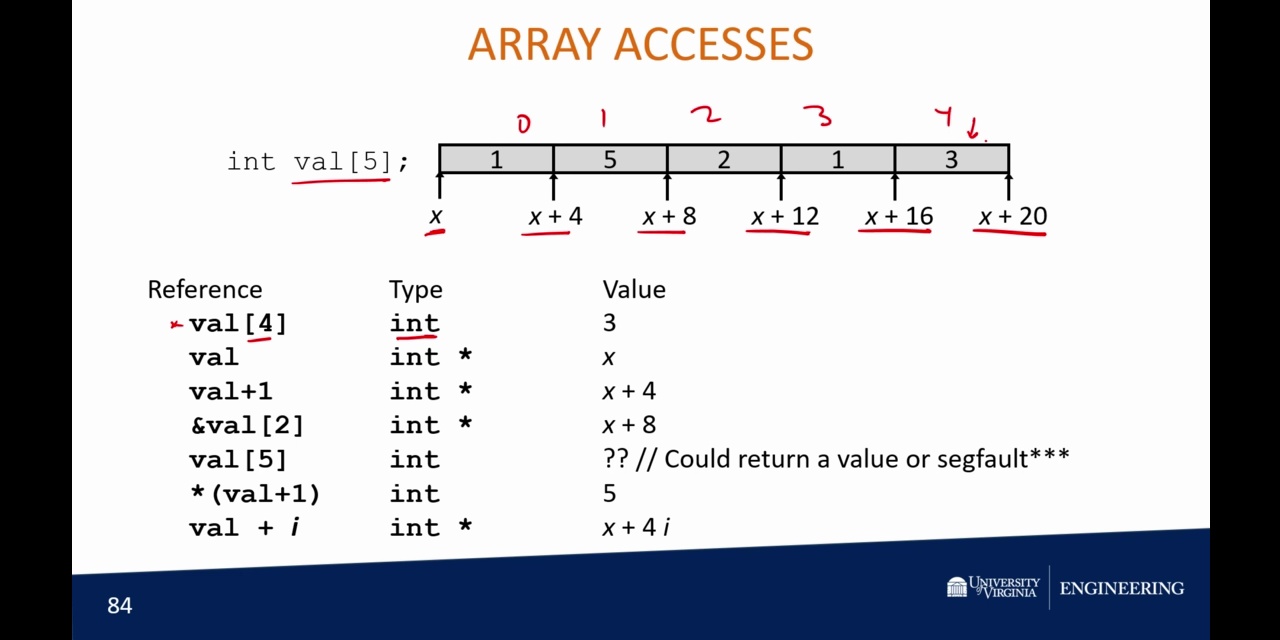 ARRAY ACCESSES
0 1 2 3 4
int val[5]; 1 5 2 1 3
x x + 4 x + 8 x + 12 x + 16 x + 20
Reference Type Value
val[4] int 3
val int * x
val+1 int * x + 4
&val[2] int * x + 8
val[5] int ?? // Could return a value or segfault***
*(val+1) int 5
val + i int * x + 4 i
84
UNIVERSITY of VIRGINIA ENGINEERING